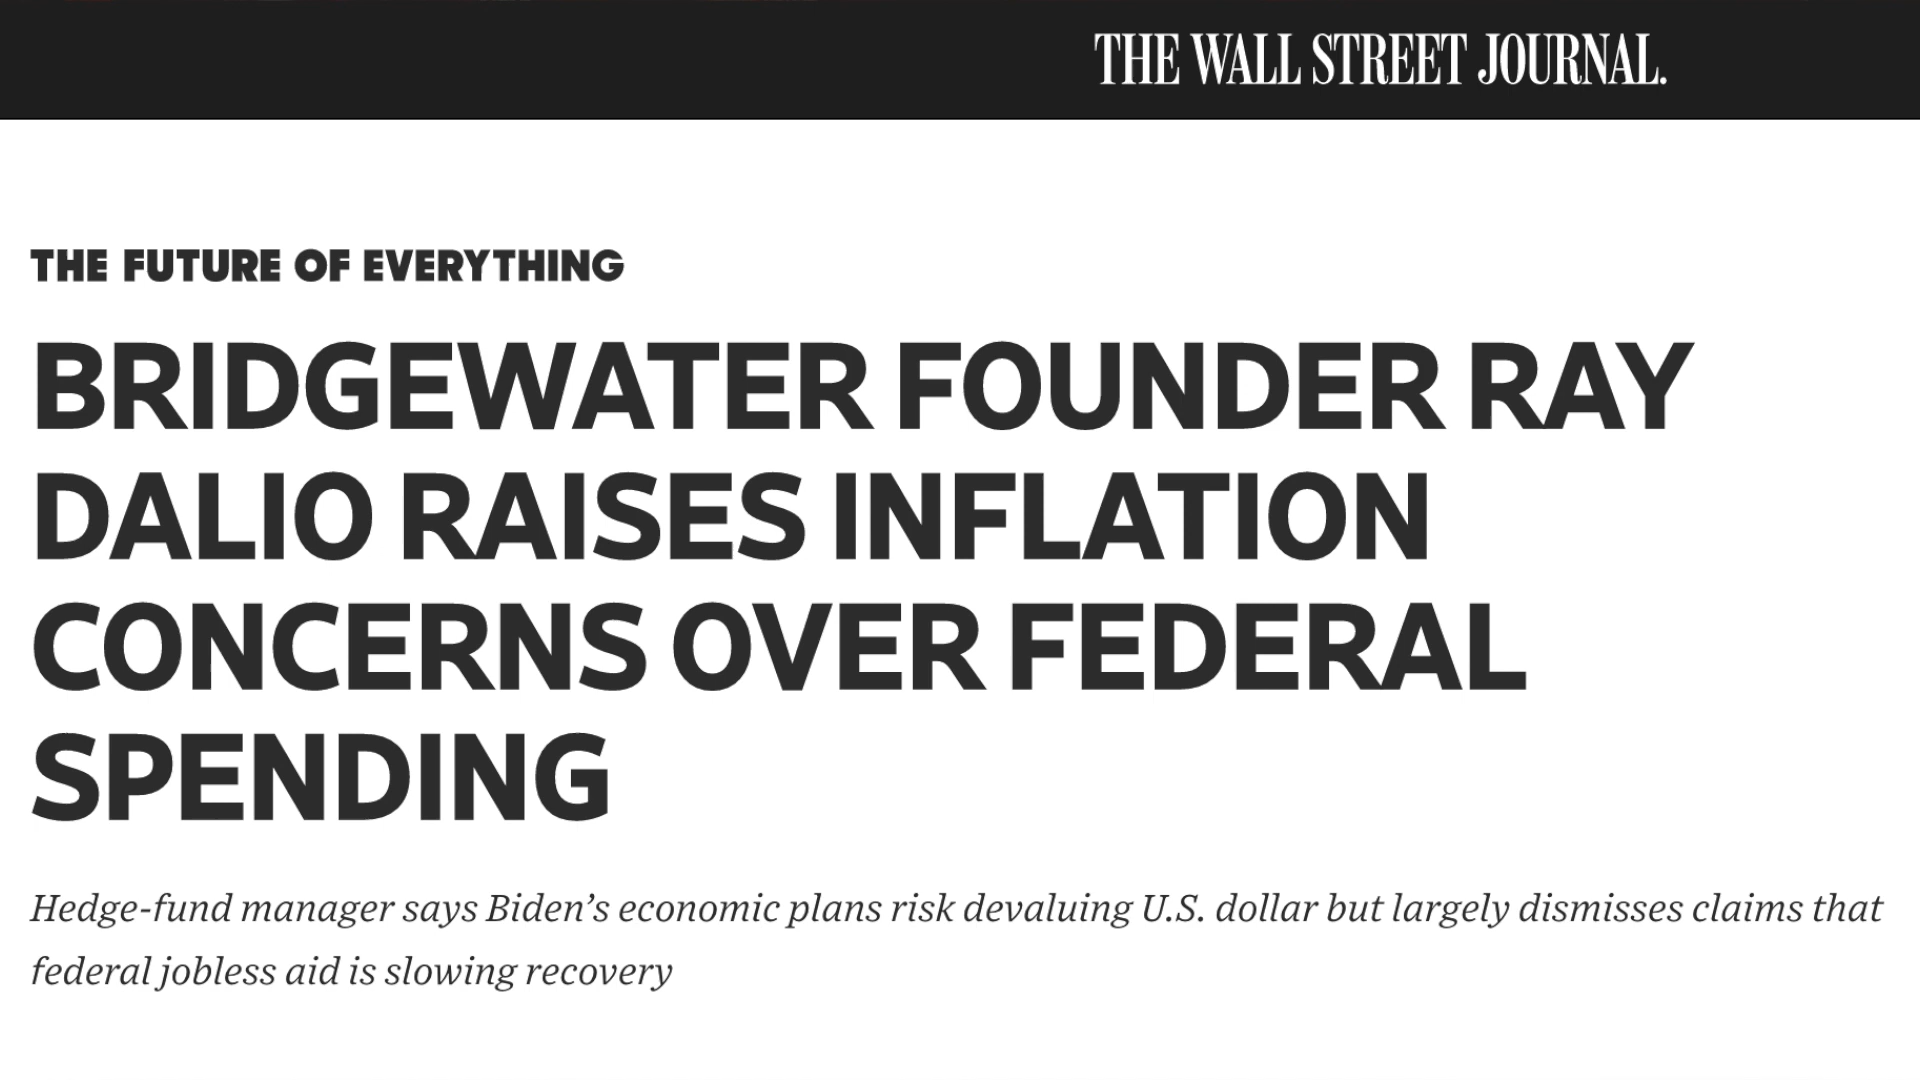 THE WALL STREET JOURNAL.
THE FUTURE OF EVERYTHING
BRIDGEWATER FOUNDER RAY
DALIO RAISES INFLATION
CONCERNS OVER FEDERAL
SPENDING
Hedge-fund manager says Biden’s economic plans risk devaluing U.S. dollar but largely dismisses claims that
federal jobless aid is slowing recovery